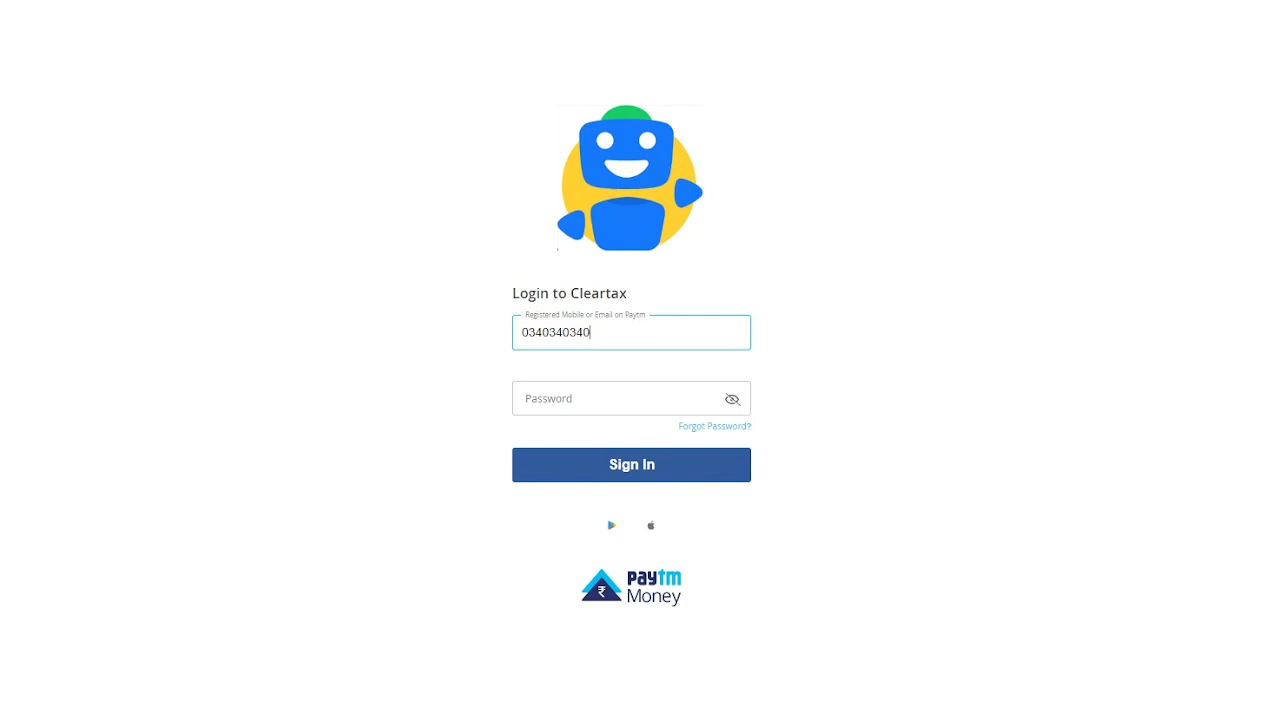 Login to Cleartax
Registered Mobile or Email on Paytm
0340340340
Password
Forgot Password?
Sign In
₹
paytm
Money